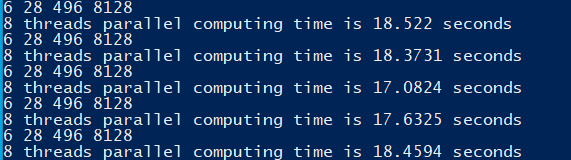 6 28 496 8128
8 threads parallel computing time is 18.522 seconds
6 28 496 8128
8 threads parallel computing time is 18.3731 seconds
6 28 496 8128
8 threads parallel computing time is 17.0824 seconds
6 28 496 8128
8 threads parallel computing time is 17.6325 seconds
6 28 496 8128
8 threads parallel computing time is 18.4594 seconds